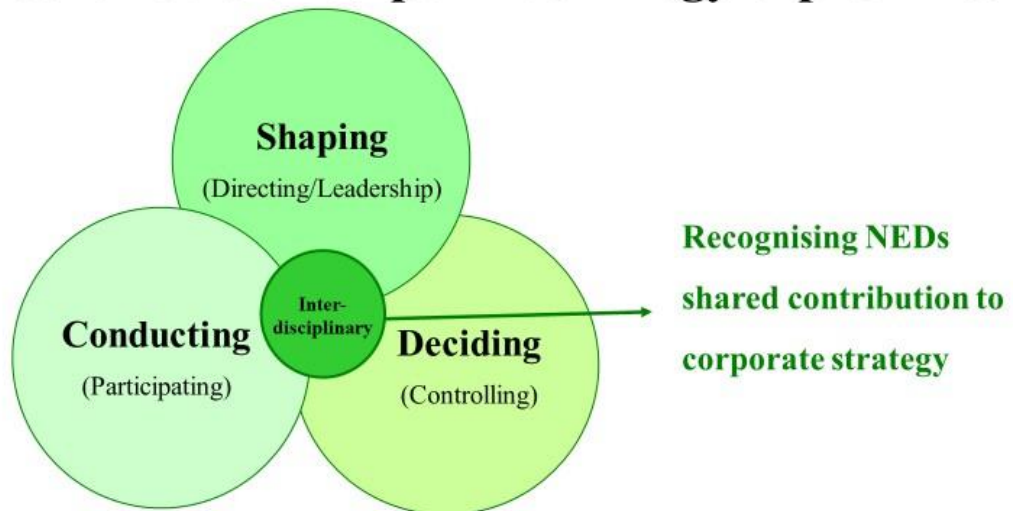 Shaping
(Directing/Leadership)
Recognising NEDs
shared contribution to
corporate strategy
Inter-
disciplinary
Conducting
(Participating)
Deciding
(Controlling)